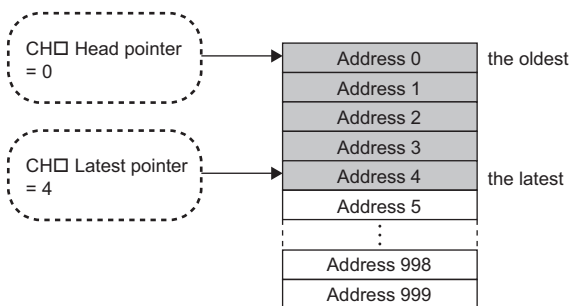 CH□ Head pointer
= 0
Address 0
the oldest
Address 1
Address 2
Address 3
CH□ Latest pointer
= 4
Address 4
the latest
Address 5
Address 998
Address 999